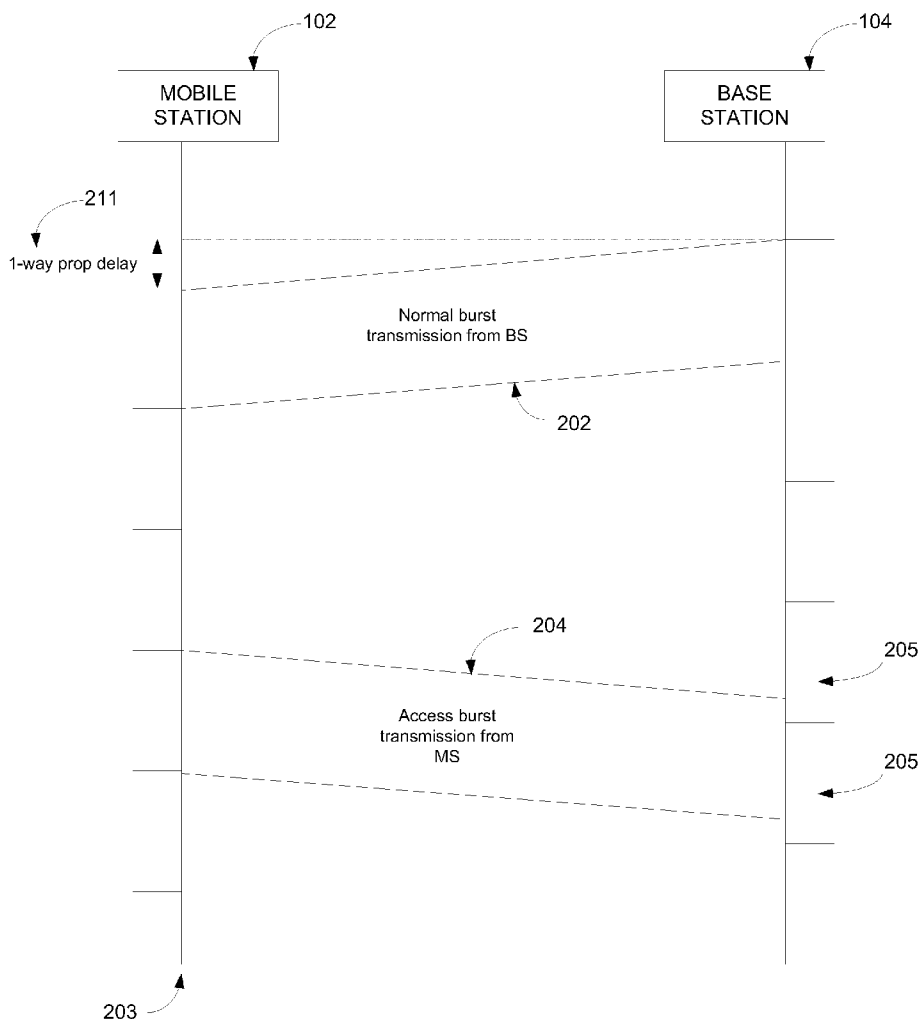 102
104
MOBILE
STATION
BASE
STATION
211
1-way prop delay
Normal burst
transmission from BS
202
204
205
Access burst
transmission from
MS
205
203